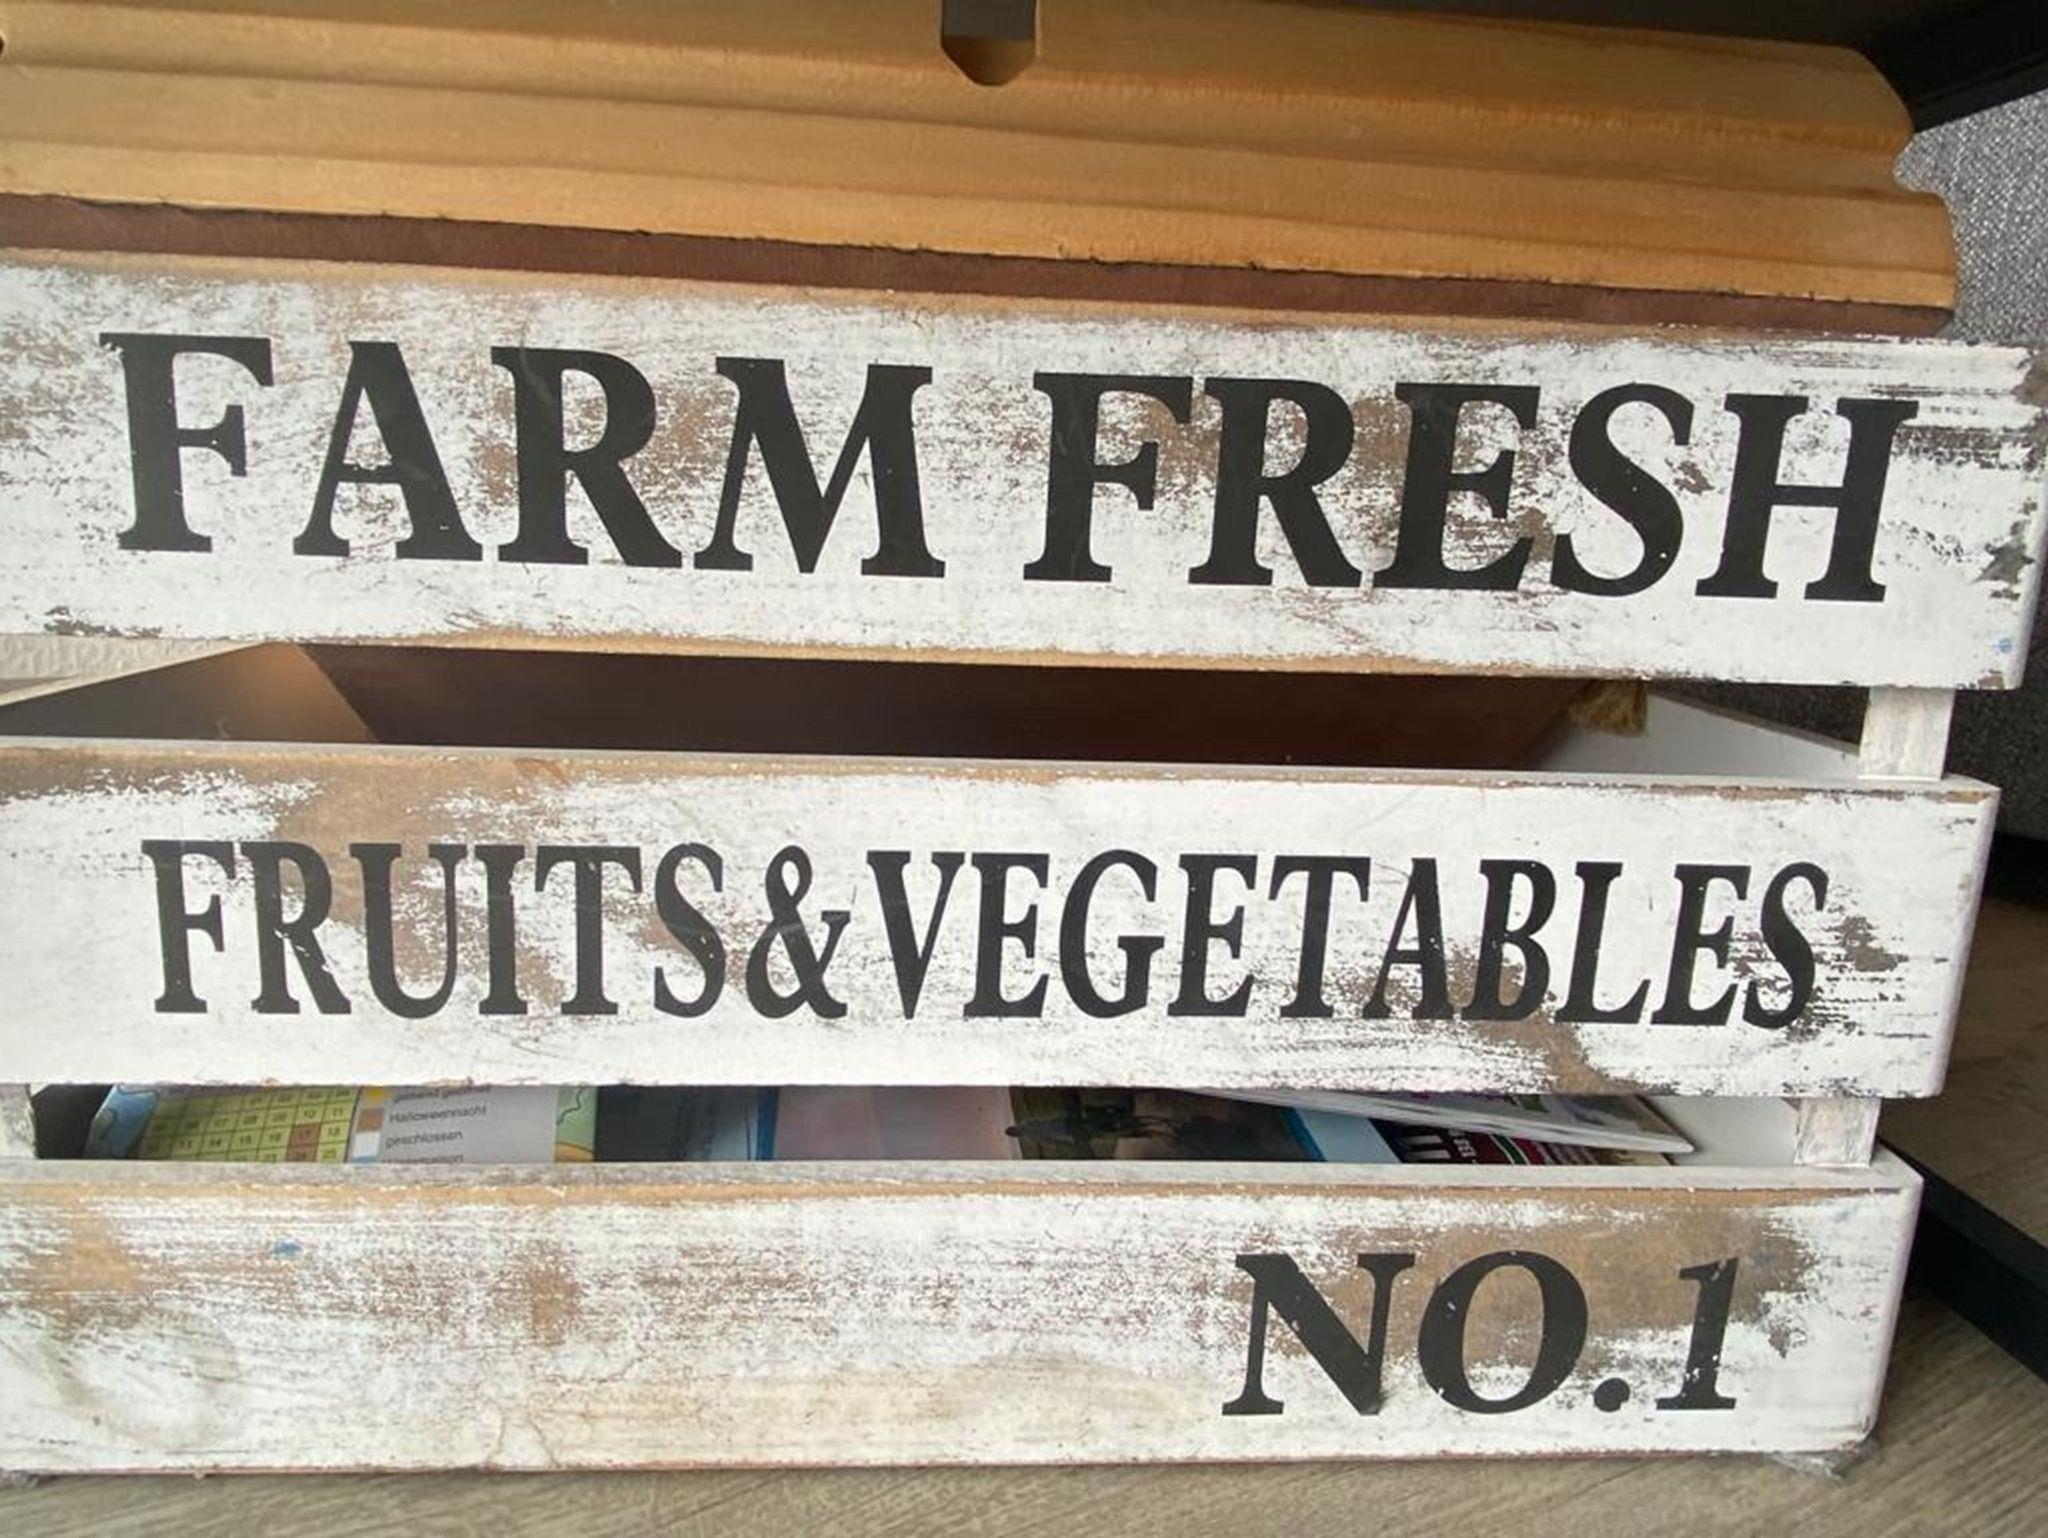 FARM FRESH
FRUITS&VEGETABLES
Halloweennacht
geschlossen
NO.1